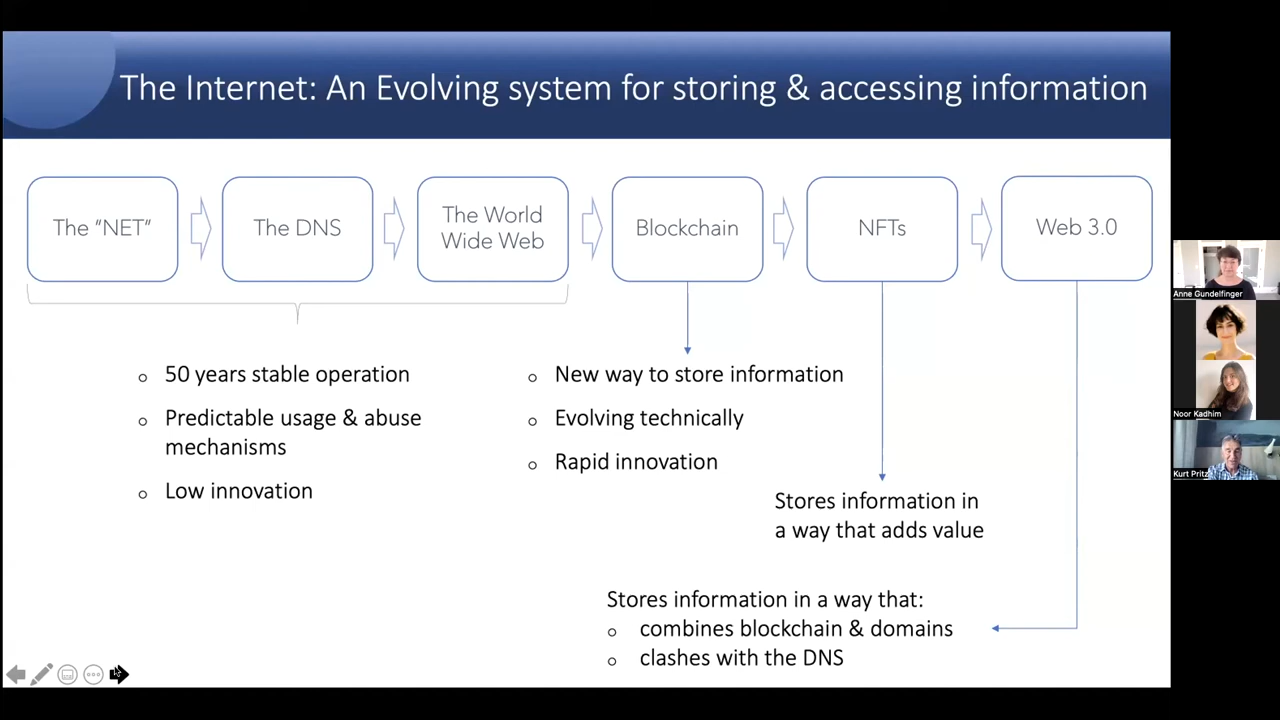 The Internet: An Evolving system for storing & accessing information
The “NET”
The DNS
The World
Wide Web
Blockchain
NFTs
Web 3.0
○ 50 years stable operation
○ Predictable usage & abuse
mechanisms
○ Low innovation
○ New way to store information
○ Evolving technically
○ Rapid innovation
Stores information in
a way that adds value
Stores information in a way that:
○ combines blockchain & domains
○ clashes with the DNS
Anne Gundelfinger
Noor Kadhim
Kurt Pritz